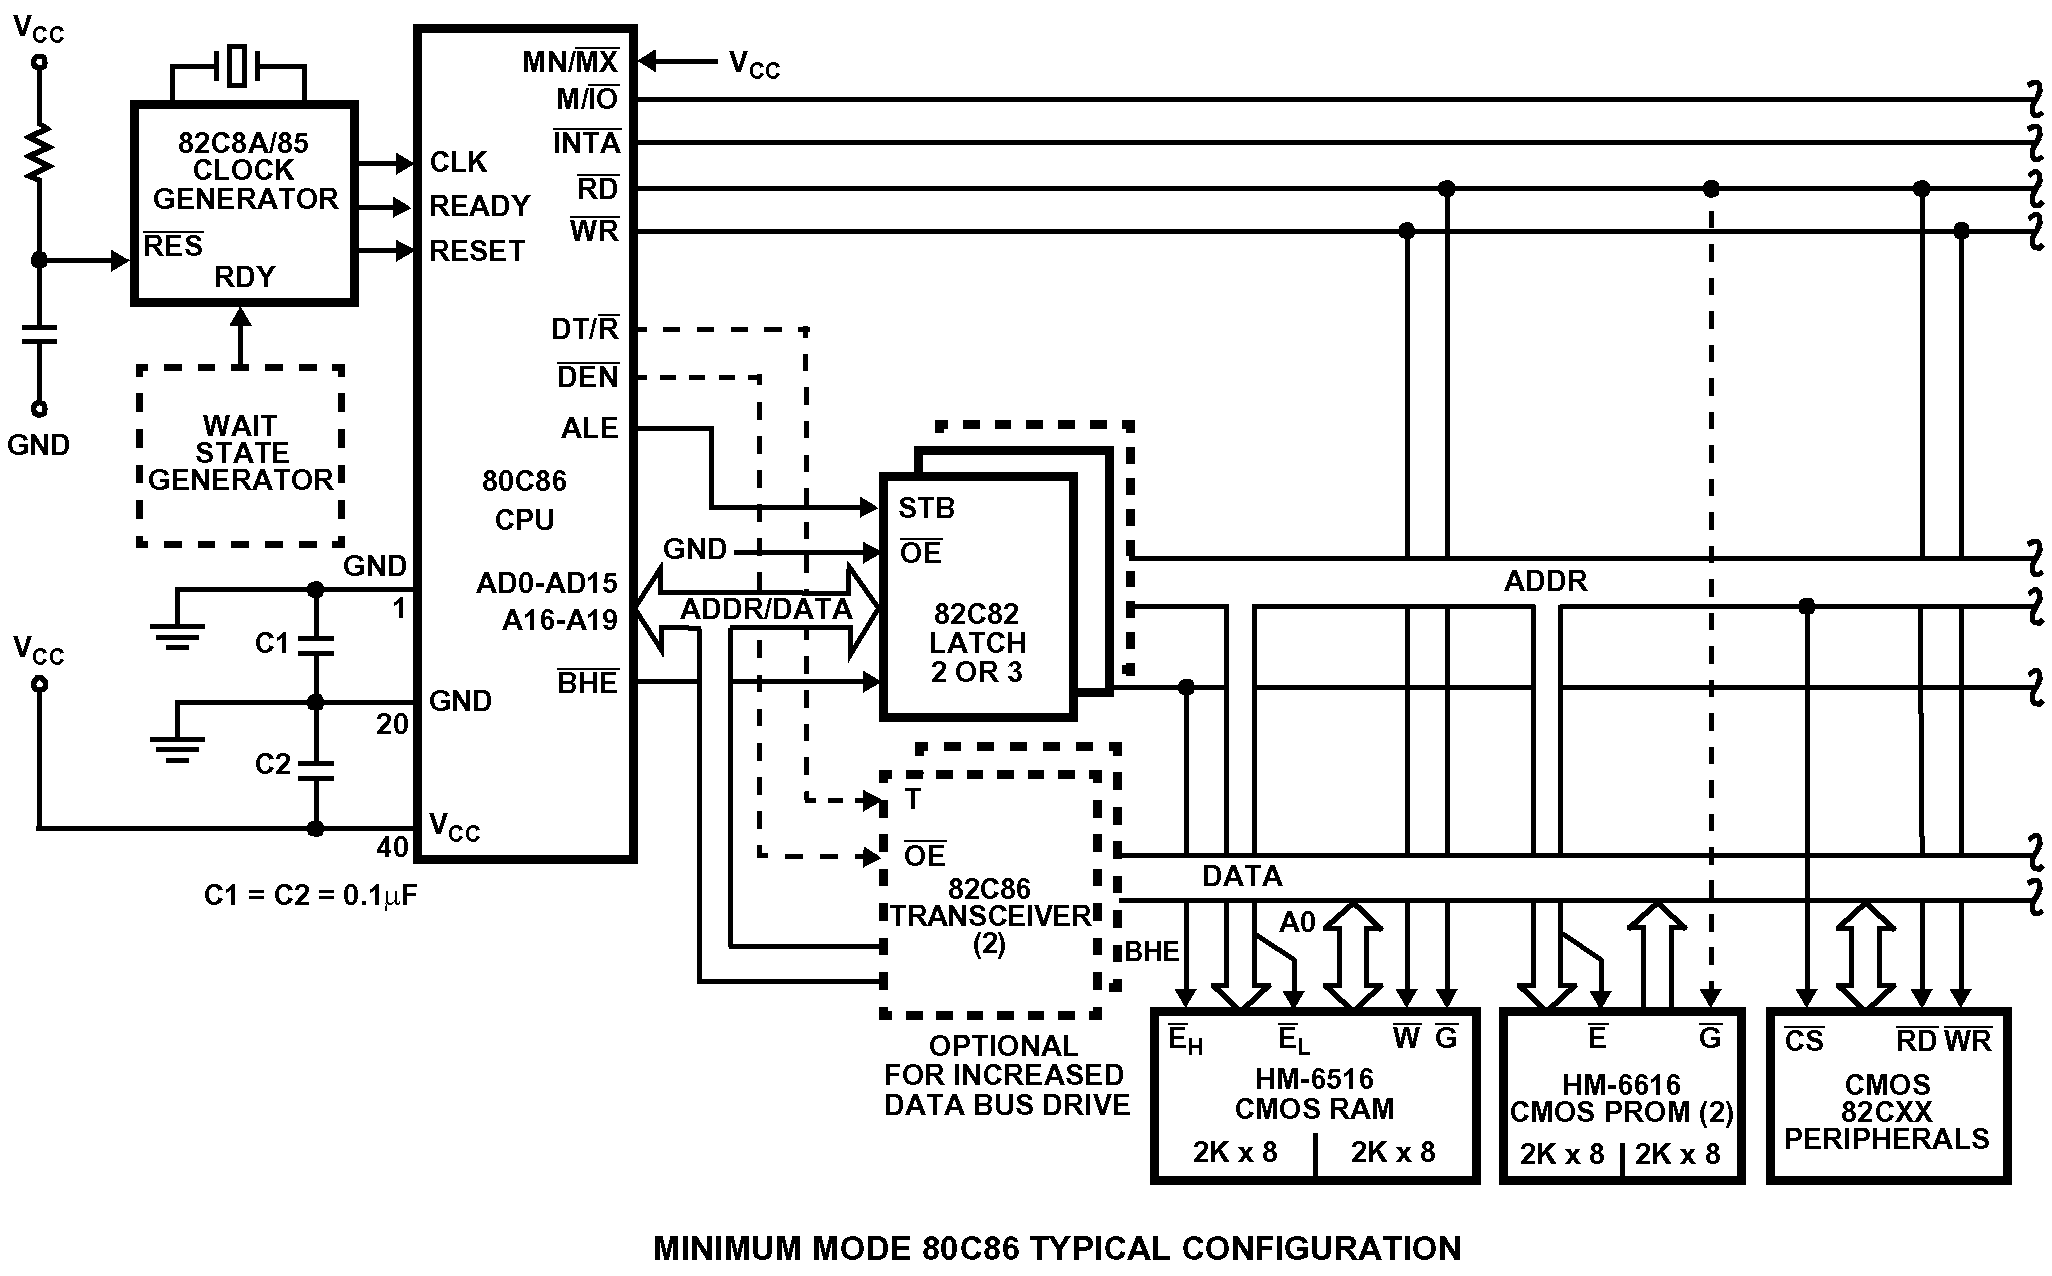 VCC
82C8A/85
CLOCK
GENERATOR
RES
RDY
GND
WAIT
STATE
GENERATOR
GND
1
C1
VCC
GND
20
C2
VCC
40
C1 = C2 = 0.1μF
MN/MX
VCC
M/IO
INTA
CLK
RD
READY
WR
RESET
DT/R
DEN
ALE
80C86
CPU
AD0-AD15
A16-A19
BHE
GND
ADDR/DATA
STB
OE
82C82
LATCH
2 OR 3
T
OE
82C86
TRANSCEIVER
(2)
OPTIONAL
FOR INCREASED
DATA BUS DRIVE
ADDR
DATA
A0
BHE
EH
EL
W
G
HM-6516
CMOS RAM
2K x 8
2K x 8
E
G
HM-6616
CMOS PROM (2)
2K x 8
2K x 8
CS
RD WR
CMOS
82CXX
PERIPHERALS
MINIMUM MODE 80C86 TYPICAL CONFIGURATION